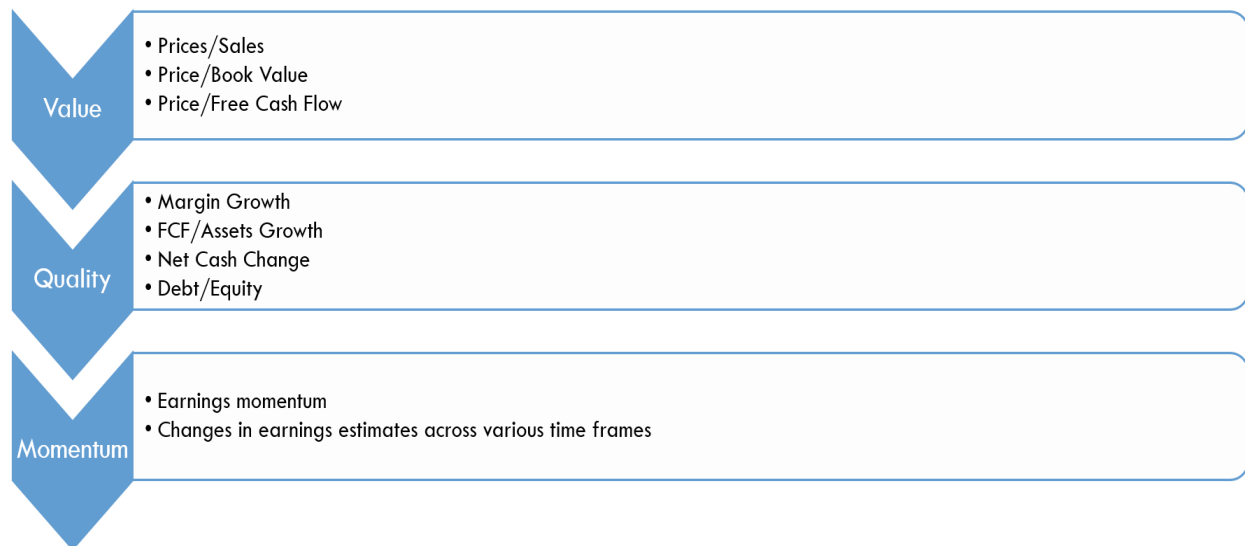 Value
• Prices/Sales
• Price/Book Value
• Price/Free Cash Flow
Quality
• Margin Growth
• FCF/Assets Growth
• Net Cash Change
• Debt/Equity
Momentum
• Earnings momentum
• Changes in earnings estimates across various time frames